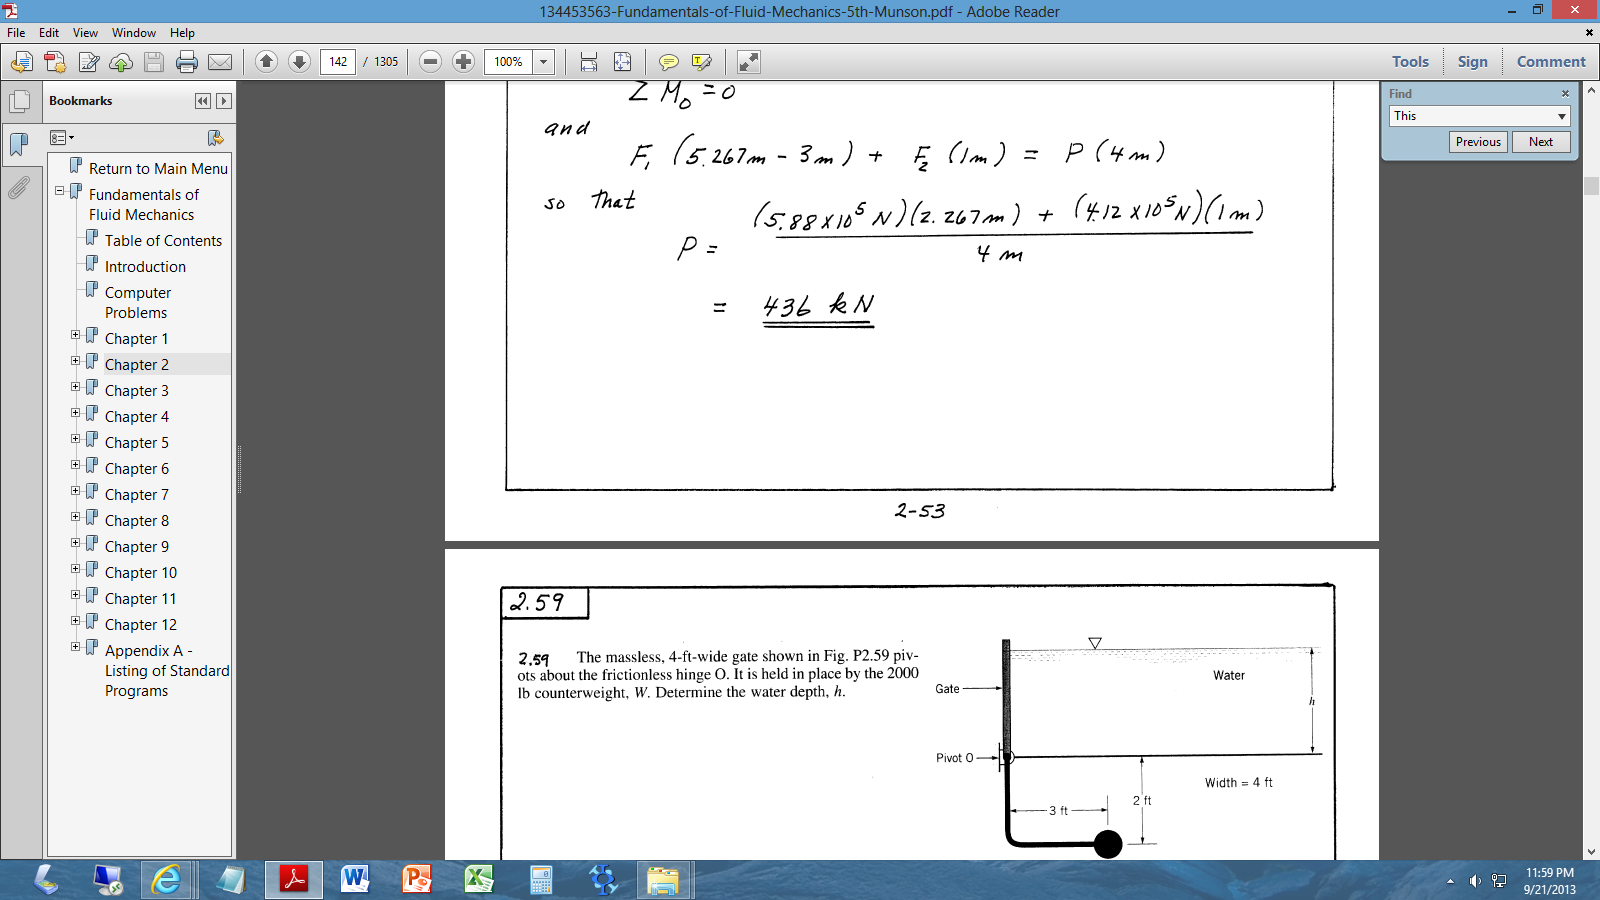 134453563-Fundamentals-of-Fluid-Mechanics-5th-Munson.pdf - Adobe Reader
File Edit View Window Help
142 / 1305 100% Tools Sign Comment
Bookmarks
Return to Main Menu
Fundamentals of
Fluid Mechanics
Table of Contents
Introduction
Computer
Problems
Chapter 1
Chapter 2
Chapter 3
Chapter 4
Chapter 5
Chapter 6
Chapter 7
Chapter 8
Chapter 9
Chapter 10
Chapter 11
Chapter 12
Appendix A -
Listing of Standard
Programs
Σ M₀ = 0
and
F₁ (5.267m - 3m) + F₂ (1m) = P (4m)
so that
P = (5.88×10⁵ N)(2.267m) + (4.12×10⁵N)(1m)
4 m
= 436 kN
2-53
2.59
2.59 The massless, 4-ft-wide gate shown in Fig. P2.59 piv-
ots about the frictionless hinge O. It is held in place by the 2000
lb counterweight, W. Determine the water depth, h.
Water
Gate
h
Pivot O
Width = 4 ft
3 ft
2 ft
Find
This
Previous Next
11:59 PM
9/21/2013